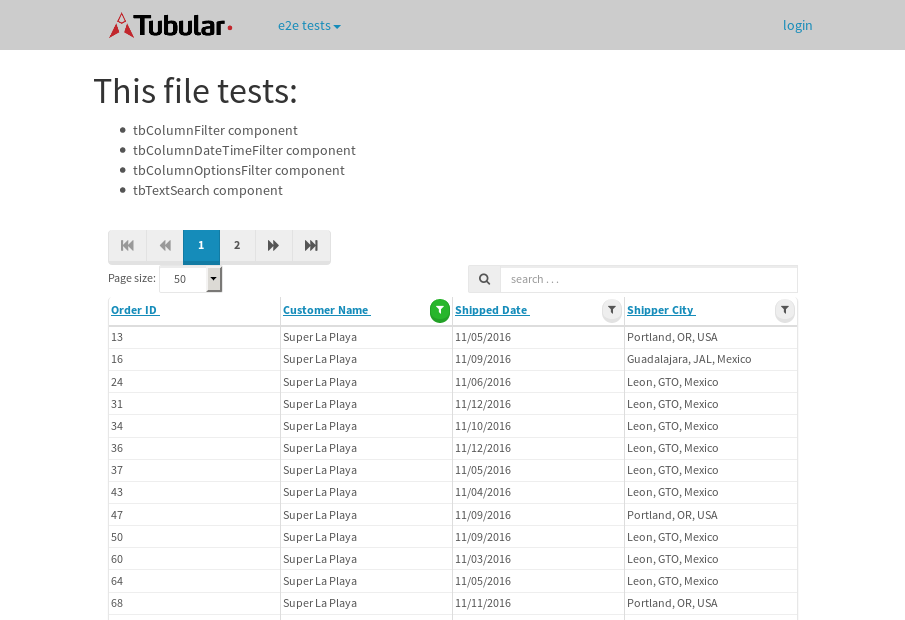 Tubular
e2e tests
login
This file tests:
tbColumnFilter component
tbColumnDateTimeFilter component
tbColumnOptionsFilter component
tbTextSearch component
1 2
Page size: 50 search . . .
Order ID Customer Name Shipped Date Shipper City
13 Super La Playa 11/05/2016 Portland, OR, USA
16 Super La Playa 11/09/2016 Guadalajara, JAL, Mexico
24 Super La Playa 11/06/2016 Leon, GTO, Mexico
31 Super La Playa 11/12/2016 Leon, GTO, Mexico
34 Super La Playa 11/10/2016 Leon, GTO, Mexico
36 Super La Playa 11/12/2016 Leon, GTO, Mexico
37 Super La Playa 11/05/2016 Leon, GTO, Mexico
43 Super La Playa 11/04/2016 Leon, GTO, Mexico
47 Super La Playa 11/09/2016 Portland, OR, USA
50 Super La Playa 11/09/2016 Leon, GTO, Mexico
60 Super La Playa 11/03/2016 Leon, GTO, Mexico
64 Super La Playa 11/05/2016 Leon, GTO, Mexico
68 Super La Playa 11/11/2016 Portland, OR, USA